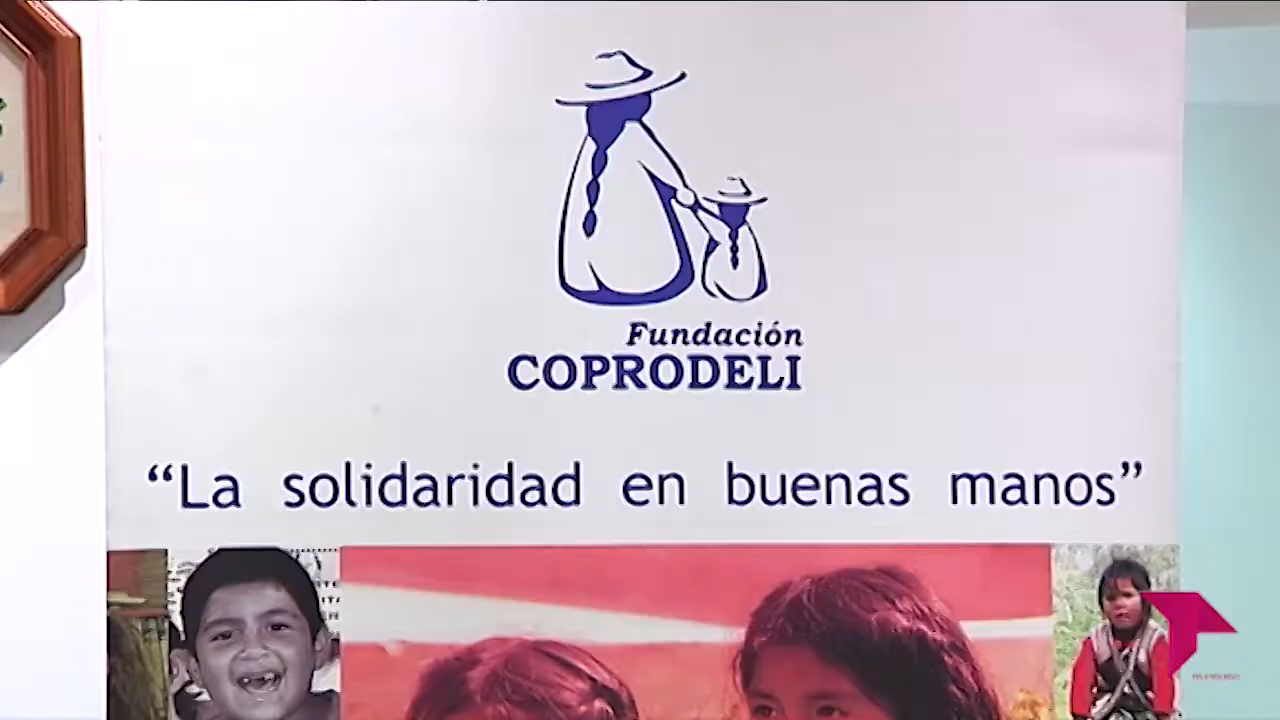 Fundación
COPRODELI
“La solidaridad en buenas manos”